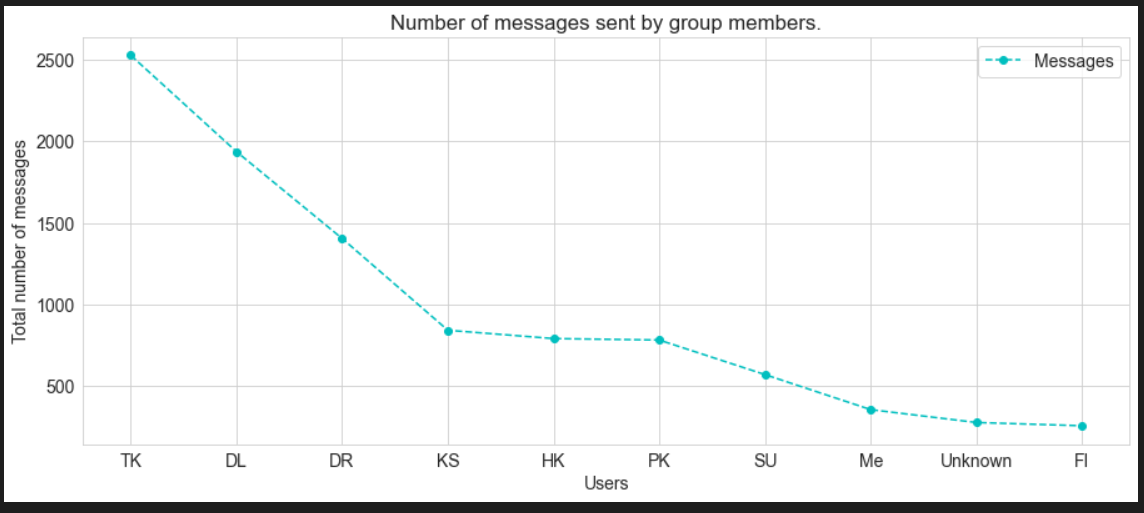 Number of messages sent by group members.
Messages
Total number of messages
2500
2000
1500
1000
500
TK DL DR KS HK PK SU Me Unknown FI
Users